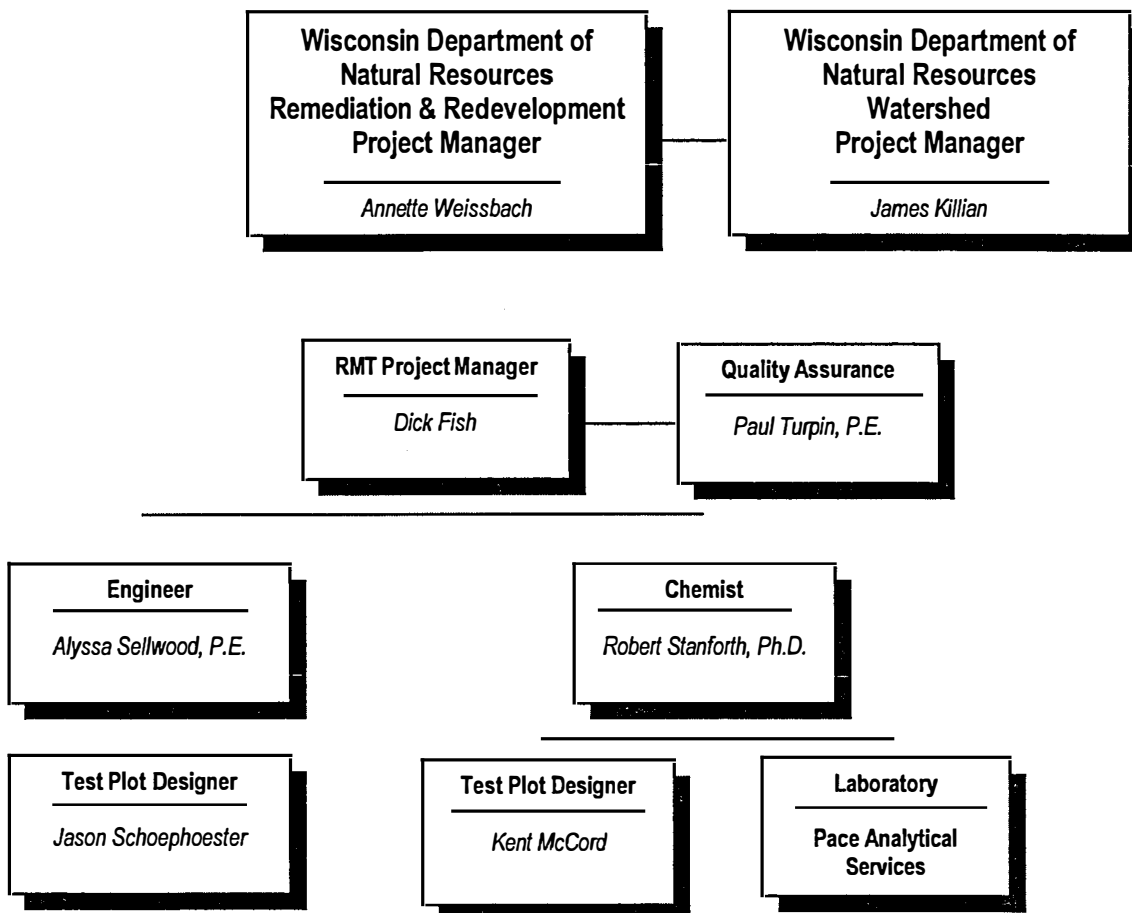 Wisconsin Department of
Natural Resources
Remediation & Redevelopment
Project Manager
Annette Weissbach
Wisconsin Department of
Natural Resources
Watershed
Project Manager
James Killian
RMT Project Manager
Dick Fish
Quality Assurance
Paul Turpin, P.E.
Engineer
Alyssa Sellwood, P.E.
Chemist
Robert Stanforth, Ph.D.
Test Plot Designer
Jason Schoephoester
Test Plot Designer
Kent McCord
Laboratory
Pace Analytical
Services